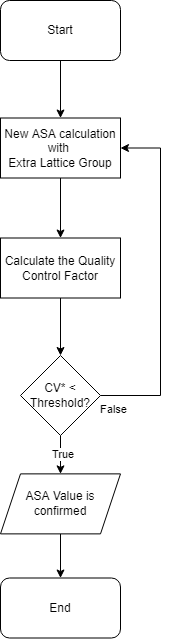 Start
New ASA calculation
with
Extra Lattice Group
Calculate the Quality
Control Factor
CV* <
Threshold?
False
True
ASA Value is
confirmed
End